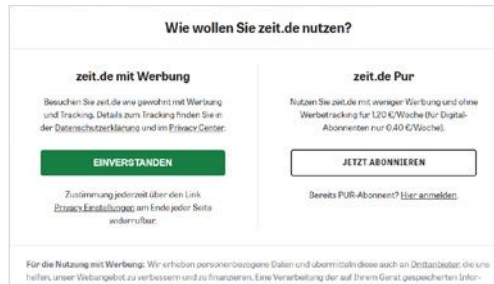 Wie wollen Sie zeit.de nutzen?
zeit.de mit Werbung
Besuchen Sie zeit.de wie gewohnt mit Werbung
und Tracking. Details zum Tracking finden Sie in
der Datenschutzerklärung und im Privacy Center.
EINVERSTANDEN
Zustimmung jederzeit über den Link
Privacy Einstellungen am Ende jeder Seite
widerrufbar.
zeit.de Pur
Nutzen Sie zeit.de mit weniger Werbung und ohne
Werbetracking für 1,20 €/Woche (für Digital-
Abonnenten nur 0,40 €/Woche).
JETZT ABONNIEREN
Bereits PUR-Abonnent? Hier anmelden.
Für die Nutzung mit Werbung: Wir erheben personenbezogene Daten und übermitteln diese auch an Drittanbieter, die uns
helfen, unser Webangebot zu verbessern und zu finanzieren. Eine Verarbeitung der auf Ihrem Gerät gespeicherten Infor-